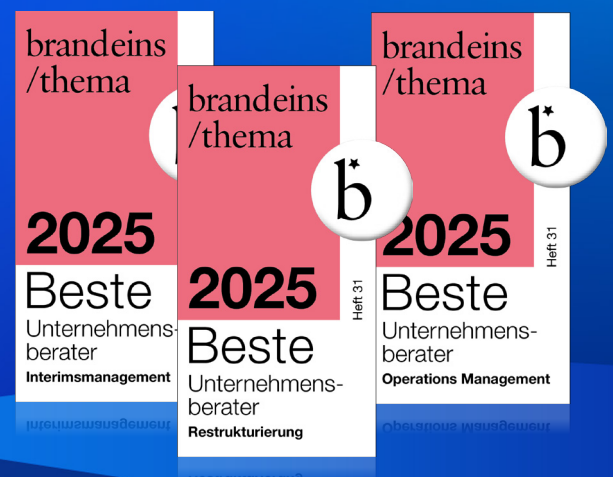 brandeins
/thema
2025
Beste
Unternehmens-
berater
Interimsmanagement
brandeins
/thema
b
2025
Heft 31
Beste
Unternehmens-
berater
Restrukturierung
brandeins
/thema
b
2025
Heft 31
Beste
Unternehmens-
berater
Operations Management